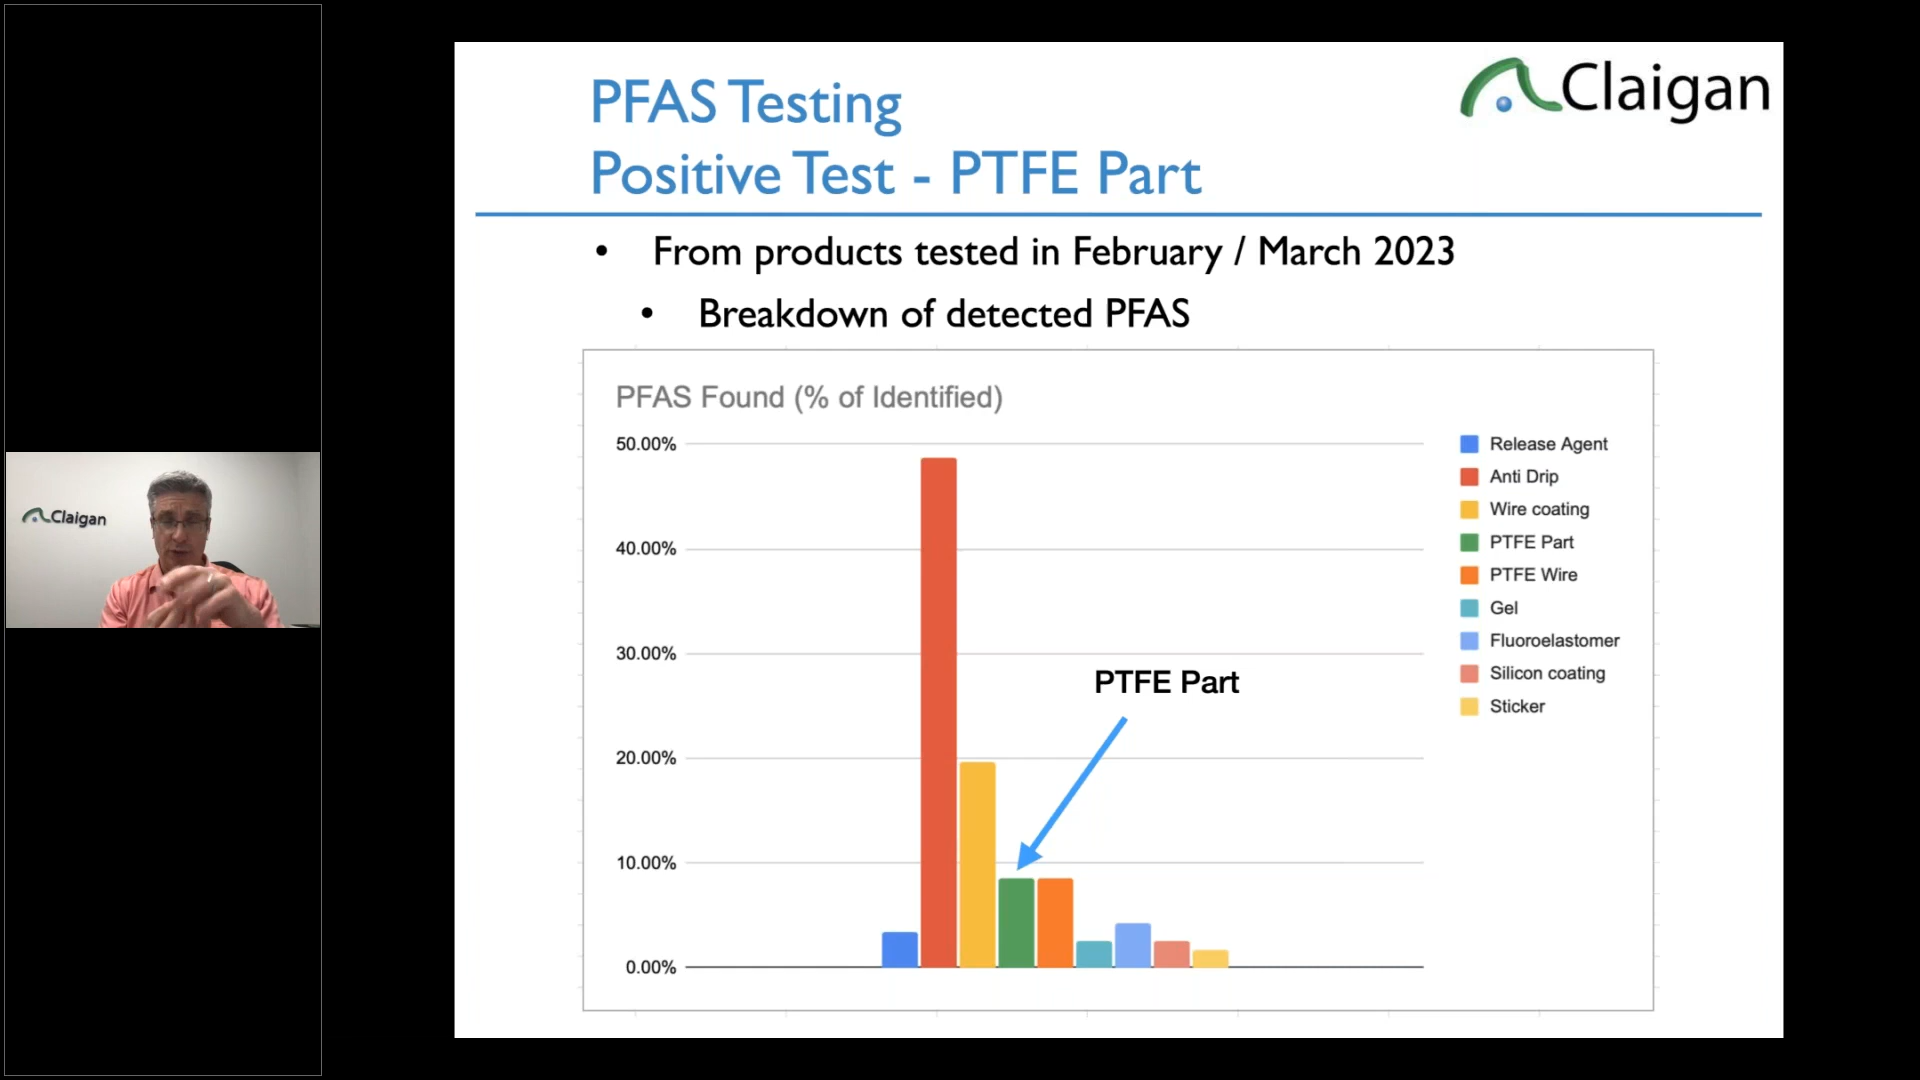 Claigan
PFAS Testing
Positive Test - PTFE Part
Claigan
• From products tested in February / March 2023
• Breakdown of detected PFAS
PFAS Found (% of Identified)
50.00%
40.00%
30.00%
20.00%
10.00%
0.00%
PTFE Part
Release Agent
Anti Drip
Wire coating
PTFE Part
PTFE Wire
Gel
Fluoroelastomer
Silicon coating
Sticker